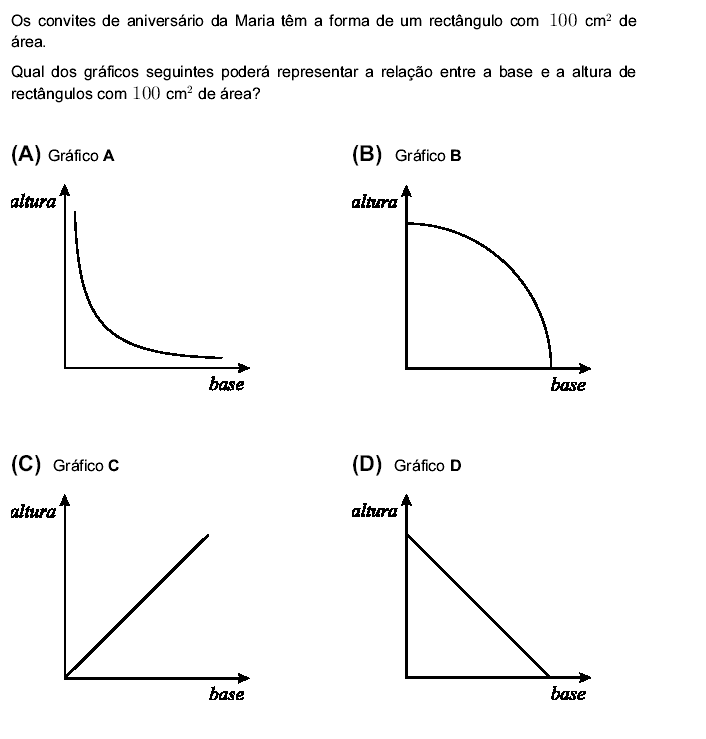 Os convites de aniversário da Maria têm a forma de um rectângulo com 100 cm² de
área.
Qual dos gráficos seguintes poderá representar a relação entre a base e a altura de
rectângulos com 100 cm² de área?
(A) Gráfico A
(B) Gráfico B
altura
altura
base
base
(C) Gráfico C
(D) Gráfico D
altura
altura
base
base